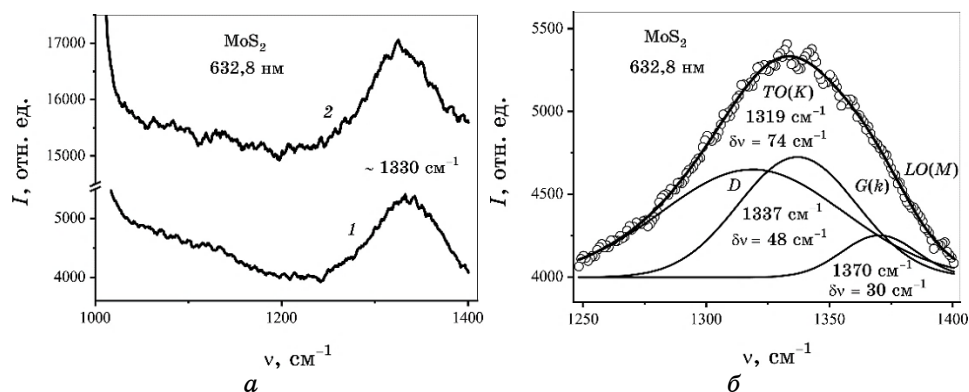 17000
16000
15000
5000
4000
I, отн. ед.
MoS₂
632,8 нм
2
~ 1330 см⁻¹
1
1000
1200
1400
ν, см⁻¹
а
5500
5000
4500
4000
I, отн. ед.
MoS₂
632,8 нм
TO(K)
1319 см⁻¹
δν = 74 см⁻¹
LO(M)
D
G(k)
1337 см⁻¹
δν = 48 см⁻¹
1370 см⁻¹
δν = 30 см⁻¹
1250
1300
1350
1400
ν, см⁻¹
б